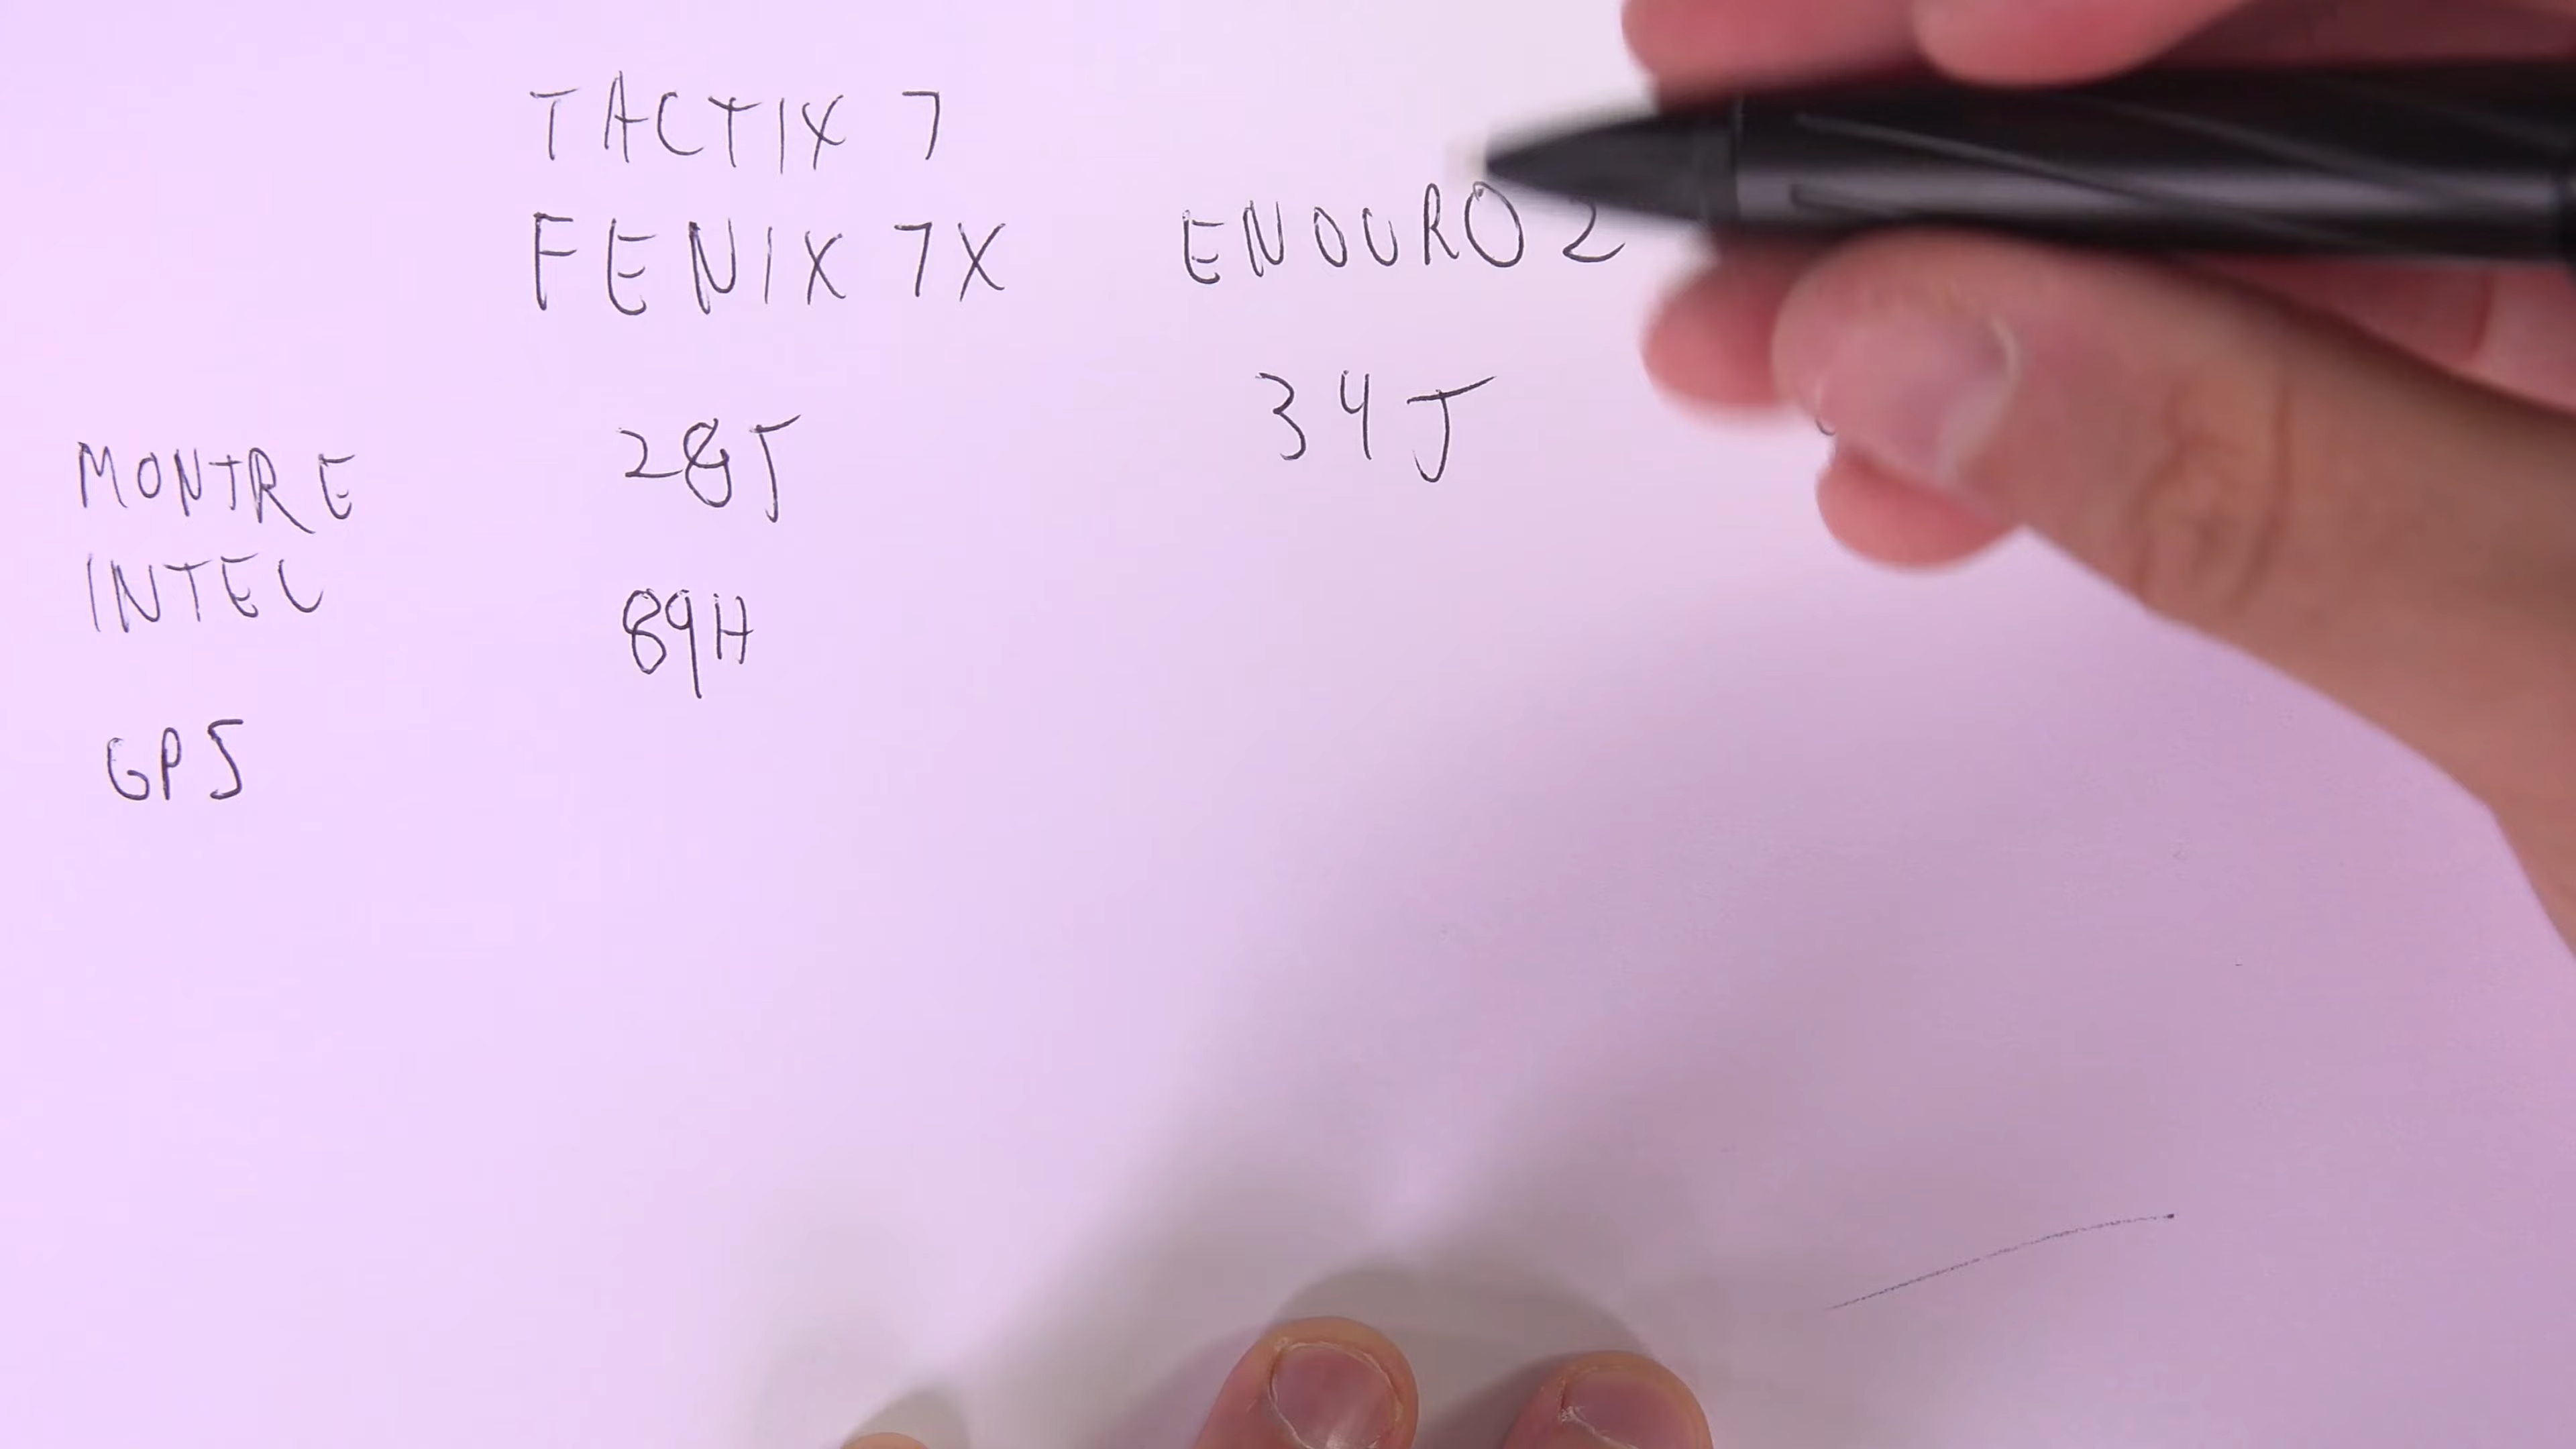 TACTIX 7
FENIX 7X
ENDURO 2
MONTRE
INTEL
28J
34J
89H
GPS